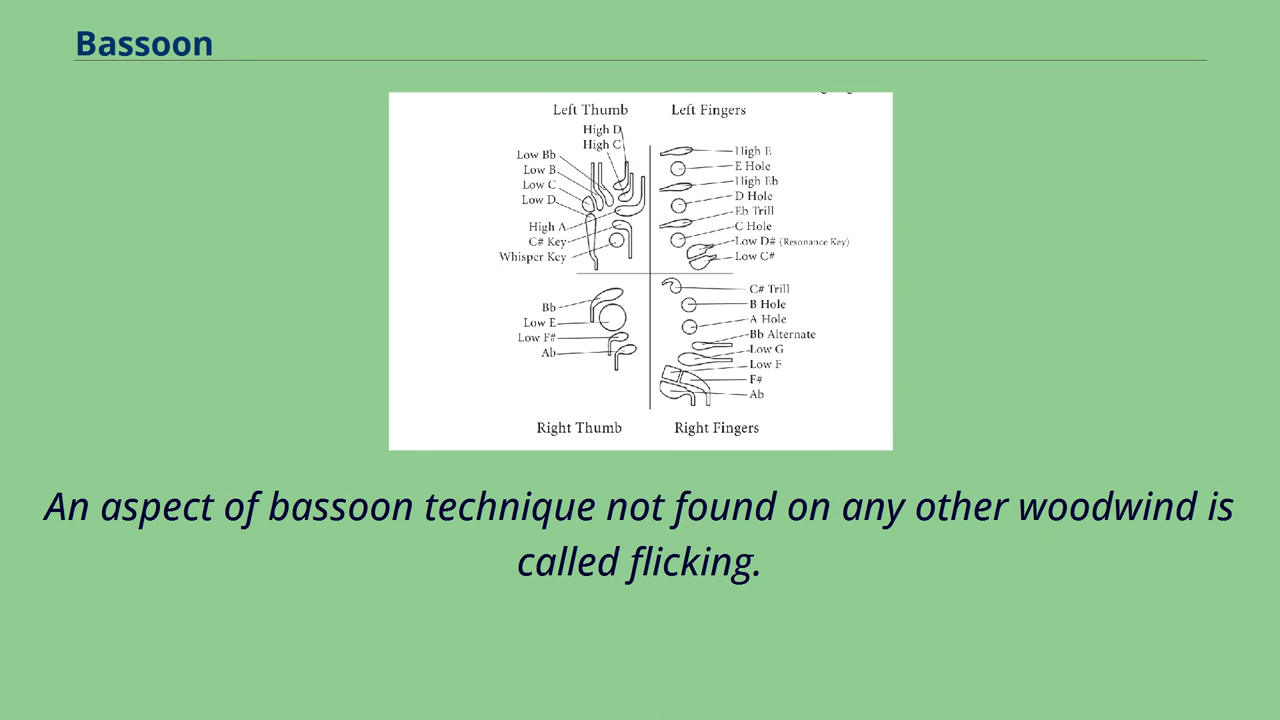 Bassoon
Left Thumb
Left Fingers
High D
High C
Low Bb
Low B
Low C
Low D
High A
C# Key
Whisper Key
High E
E Hole
High Eb
D Hole
Eb Trill
C Hole
Low D# (Resonance Key)
Low C#
Bb
Low E
Low F#
Ab
C# Trill
B Hole
A Hole
Bb Alternate
Low G
Low F
F#
Ab
Right Thumb
Right Fingers
An aspect of bassoon technique not found on any other woodwind is
called flicking.